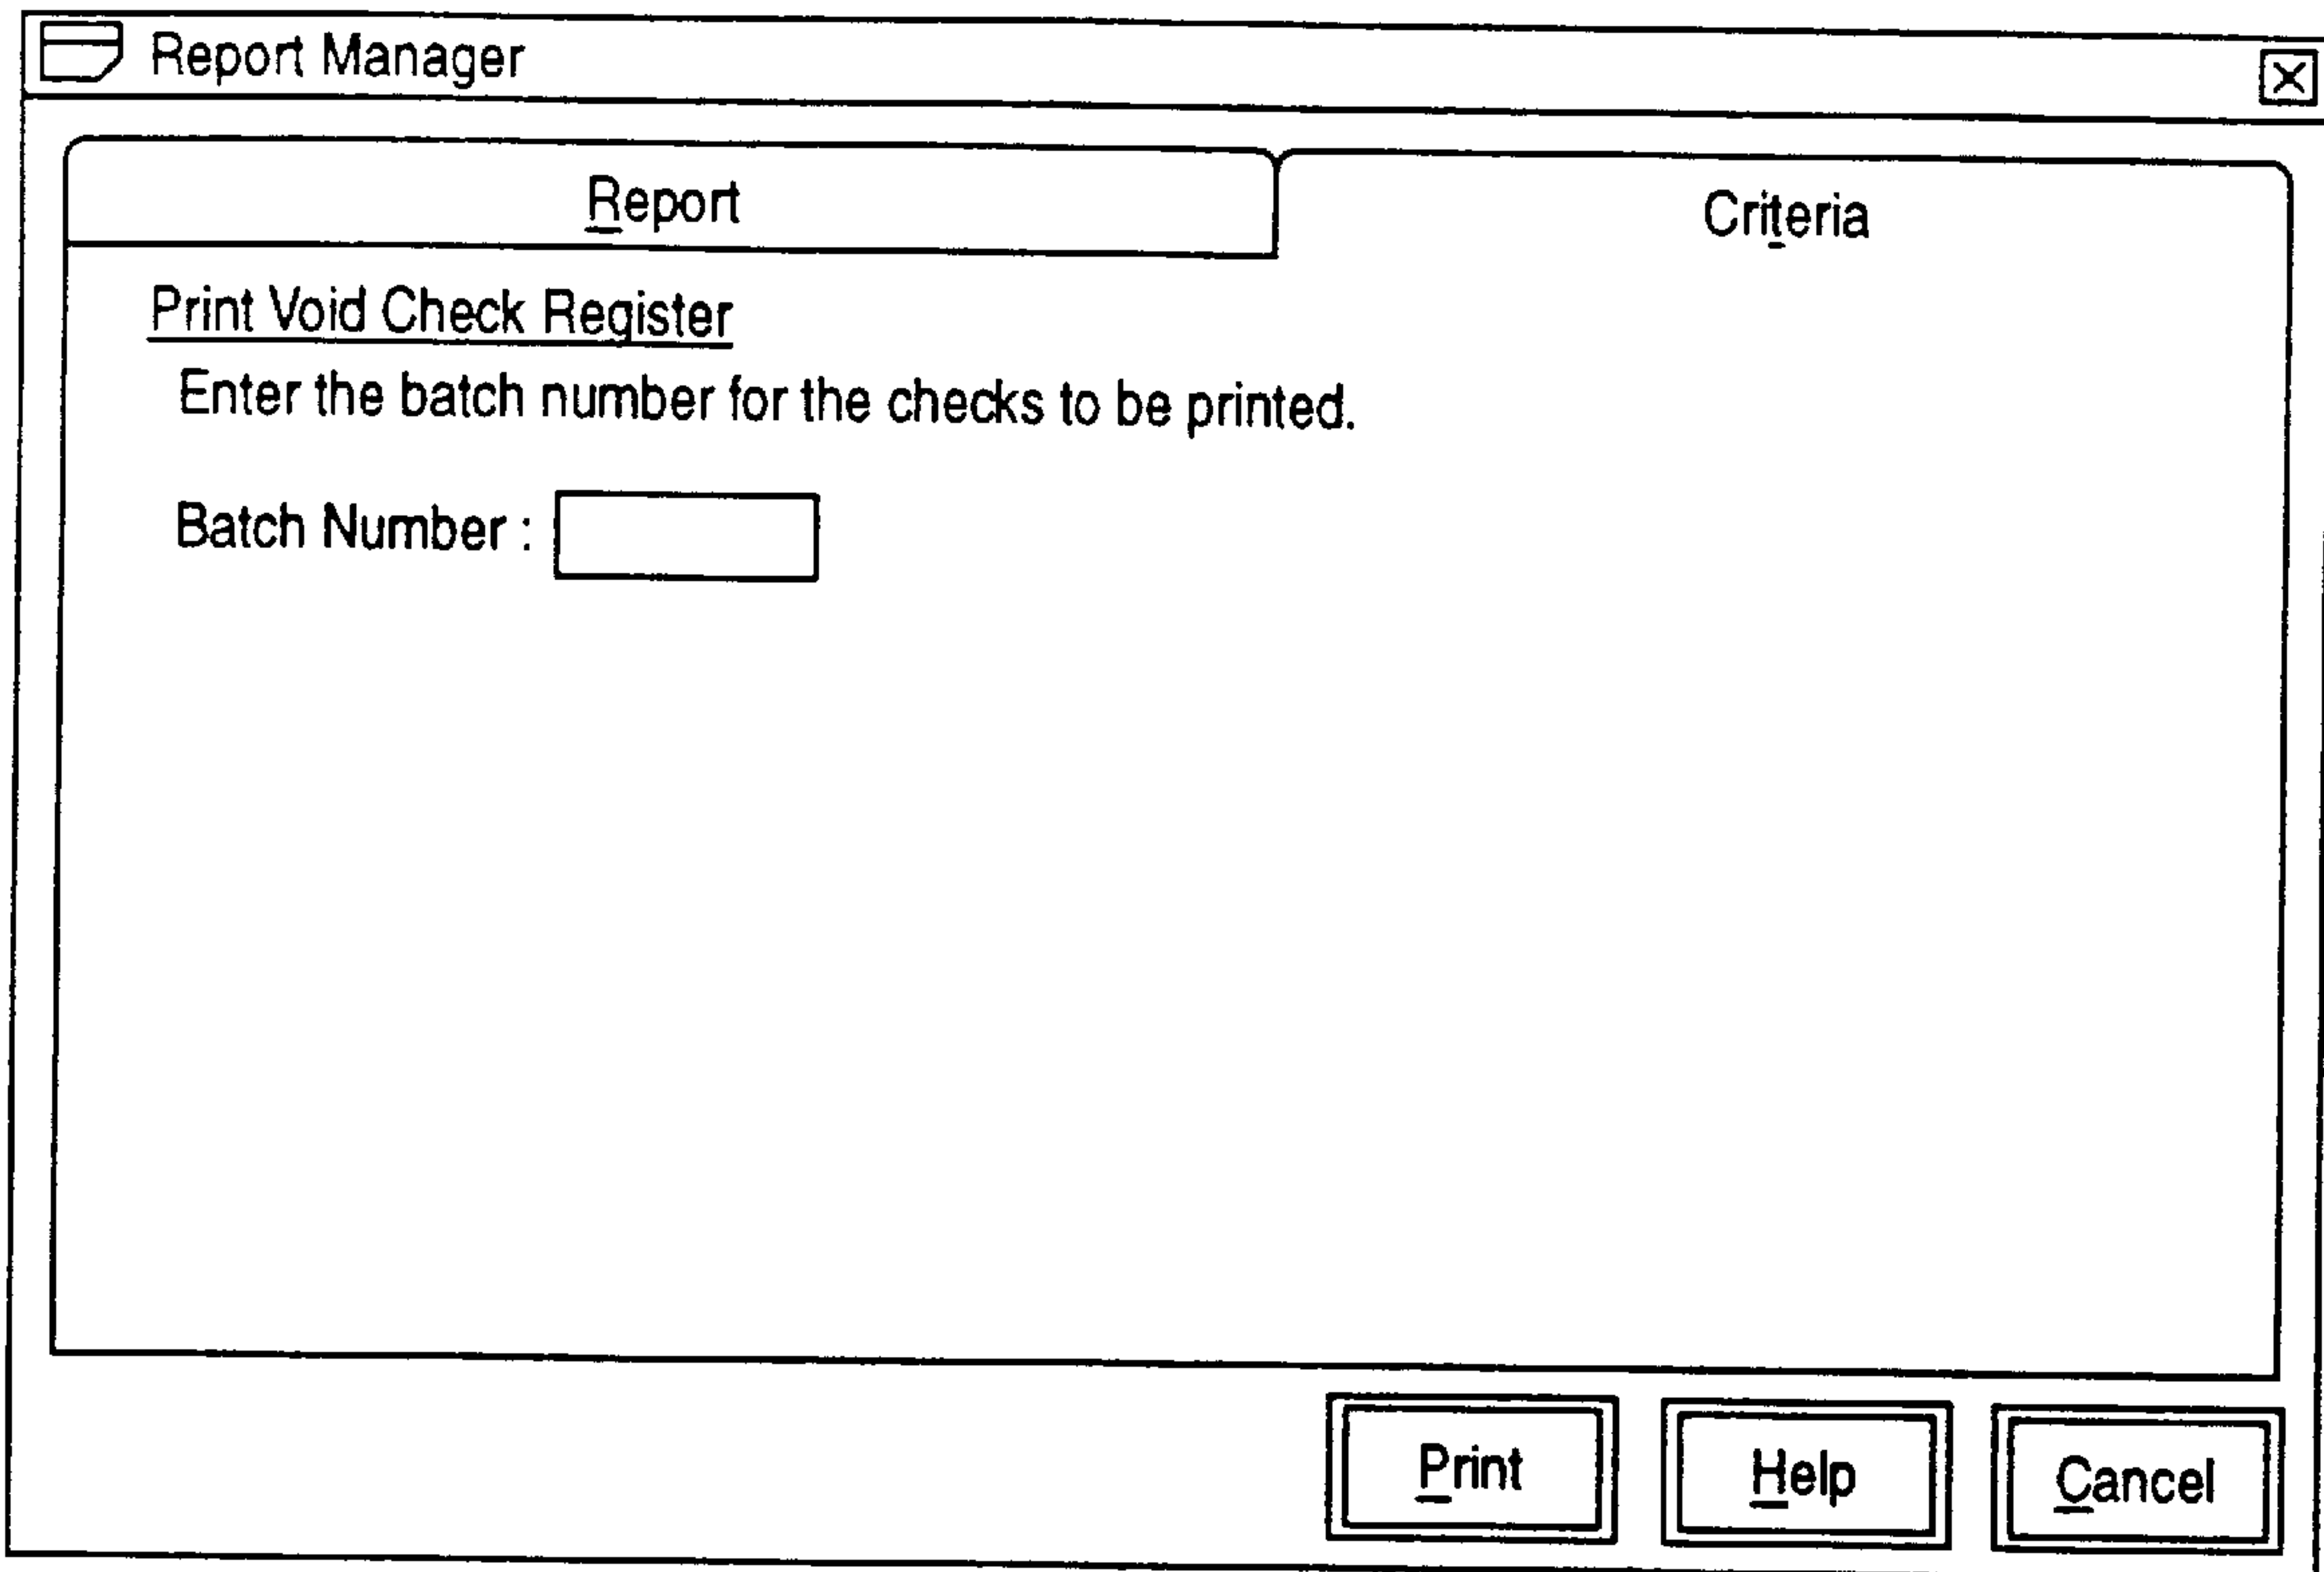 Report Manager
Report Criteria
Print Void Check Register
Enter the batch number for the checks to be printed.
Batch Number :
Print Help Cancel